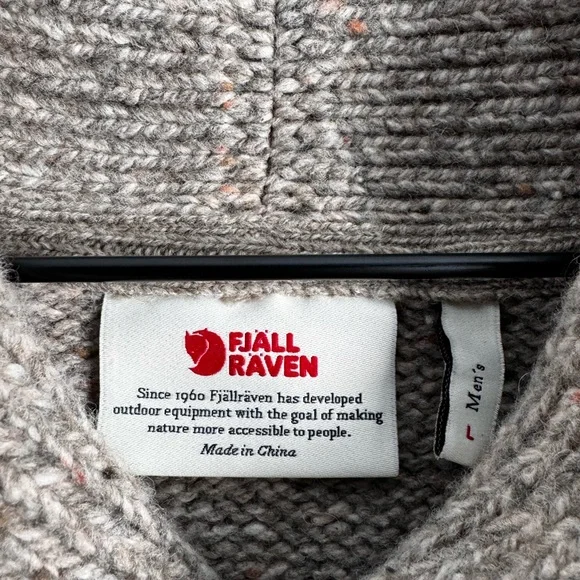 FJÄLL
RÄVEN
Since 1960 Fjällräven has developed
outdoor equipment with the goal of making
nature more accessible to people.
Made in China
L Men's